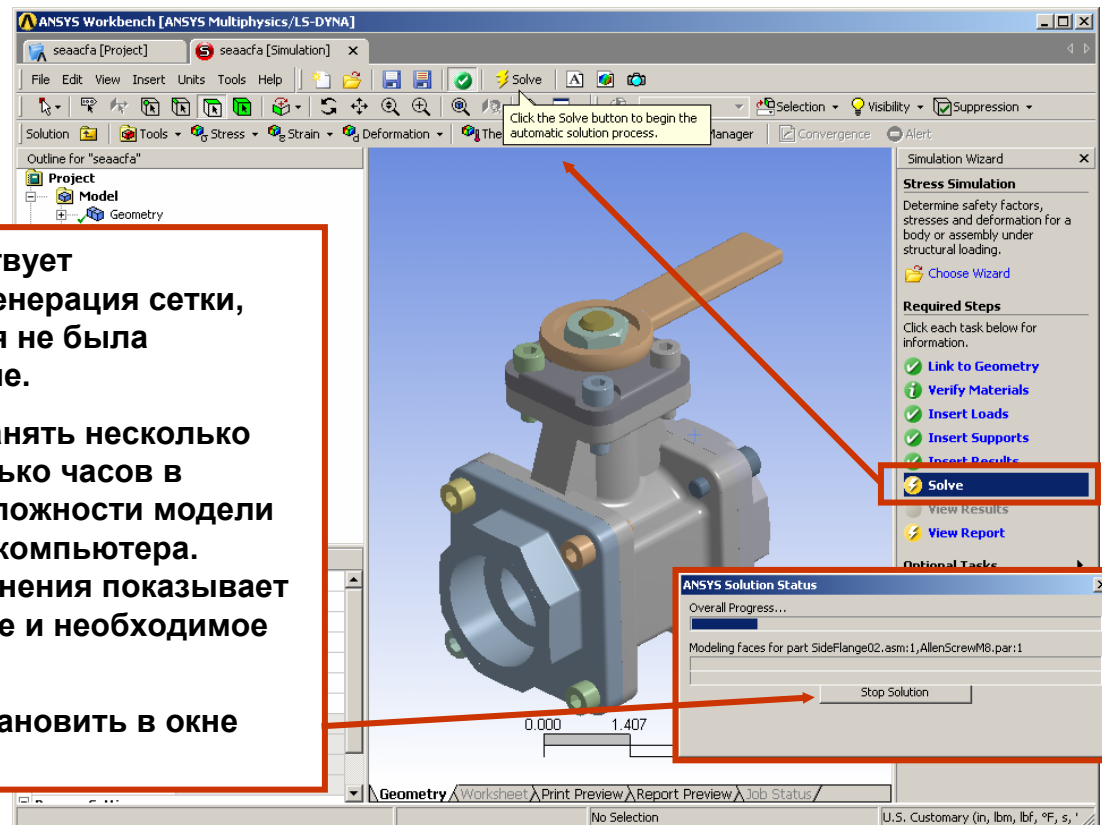 ANSYS Workbench [ANSYS Multiphysics/LS-DYNA]
seaacfa [Project]
seaacfa [Simulation]
File Edit View Insert Units Tools Help
Solve
Selection
Visibility
Suppression
Click the Solve button to begin the
automatic solution process.
Solution
Tools
Stress
Strain
Deformation
Convergence
Alert
Outline for "seaacfa"
Project
Model
Geometry
енерация сетки,
я не была
анять несколько
ько часов в
компьютера.
показывает
е и необходимое
ановить в окне
0.000
1.407
Geometry
Worksheet
Print Preview
Report Preview
Job Status
No Selection
U.S. Customary (in, lbm, lbf, °F, s, '
Simulation Wizard
Stress Simulation
Determine safety factors,
stresses and deformation for a
body or assembly under
structural loading.
Choose Wizard
Required Steps
Click each task below for
information.
Link to Geometry
Verify Materials
Insert Loads
Insert Supports
Insert Results
Solve
View Results
View Report
Optional Tasks
ANSYS Solution Status
Overall Progress...
Modeling faces for part SideFlange02.asm:1,AllenScrewM8.par:1
Stop Solution